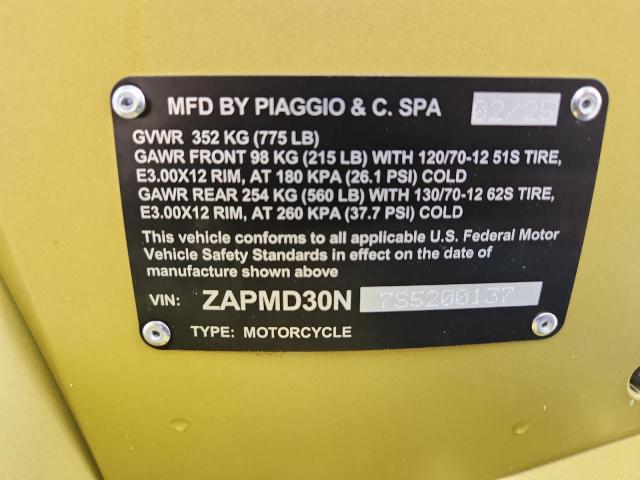 MFD BY PIAGGIO & C. SPA 02/25
GVWR 352 KG (775 LB)
GAWR FRONT 98 KG (215 LB) WITH 120/70-12 51S TIRE,
E3.00X12 RIM, AT 180 KPA (26.1 PSI) COLD
GAWR REAR 254 KG (560 LB) WITH 130/70-12 62S TIRE,
E3.00X12 RIM, AT 260 KPA (37.7 PSI) COLD
This vehicle conforms to all applicable U.S. Federal Motor
Vehicle Safety Standards in effect on the date of
manufacture shown above
VIN: ZAPMD30N 7S5200137
TYPE: MOTORCYCLE